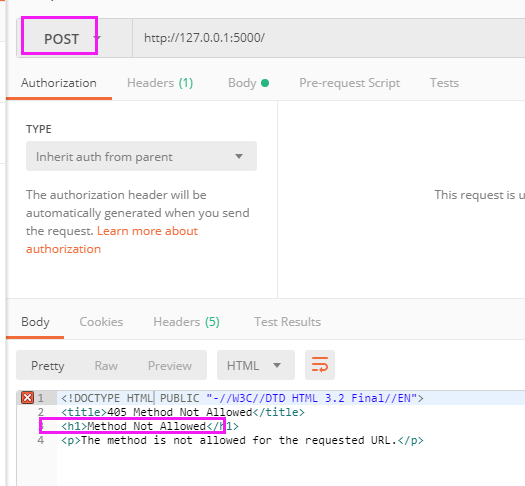 POST http://127.0.0.1:5000/
Authorization Headers (1) Body Pre-request Script Tests
TYPE
Inherit auth from parent
The authorization header will be
automatically generated when you send
the request. Learn more about
authorization
This request is u
Body Cookies Headers (5) Test Results
Pretty Raw Preview HTML
1 <!DOCTYPE HTML PUBLIC "-//W3C//DTD HTML 3.2 Final//EN">
2 <title>405 Method Not Allowed</title>
3 <h1>Method Not Allowed</h1>
4 <p>The method is not allowed for the requested URL.</p>